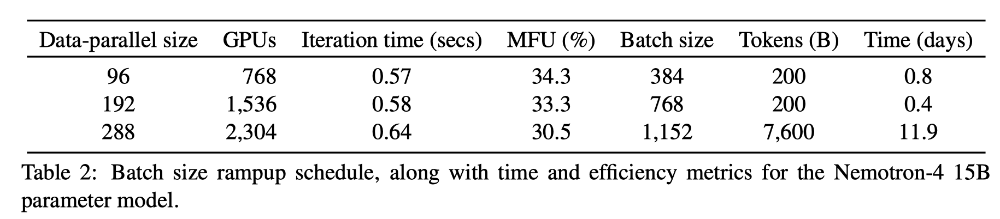 Data-parallel size GPUs Iteration time (secs) MFU (%) Batch size Tokens (B) Time (days)
96 768 0.57 34.3 384 200 0.8
192 1,536 0.58 33.3 768 200 0.4
288 2,304 0.64 30.5 1,152 7,600 11.9
Table 2: Batch size rampup schedule, along with time and efficiency metrics for the Nemotron-4 15B
parameter model.